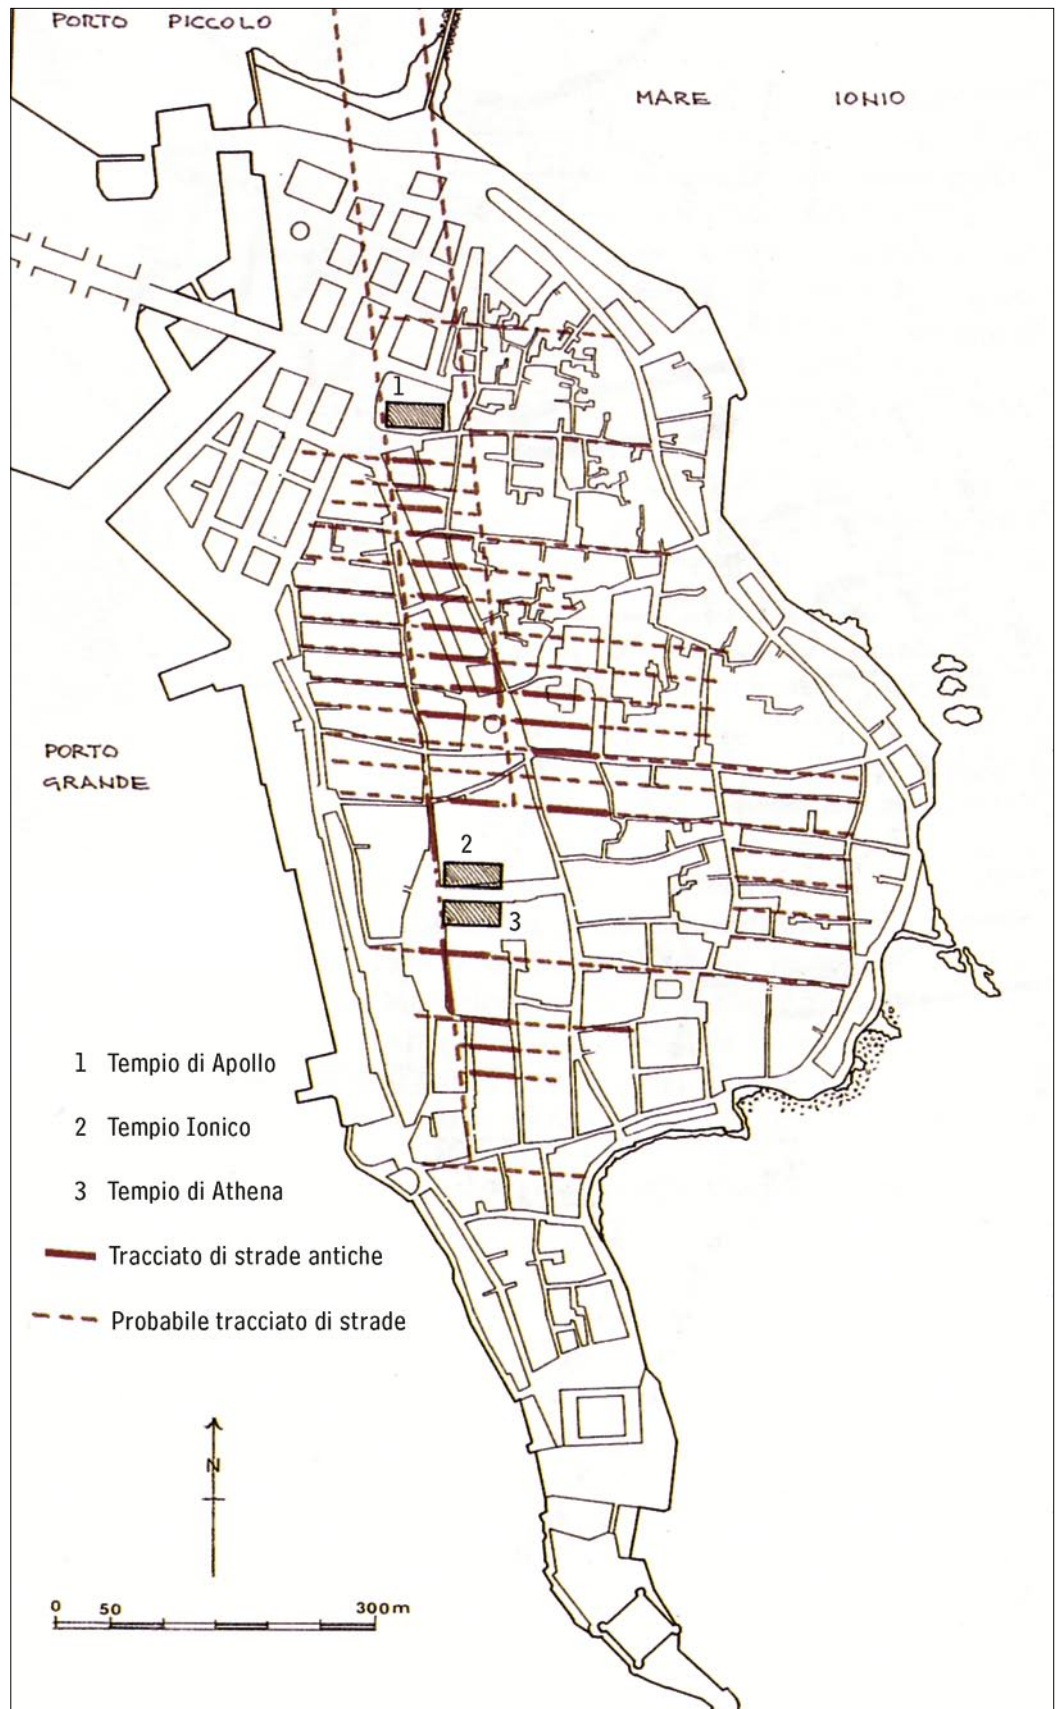 PORTO PICCOLO
MARE IONIO
1
PORTO
GRANDE
2
3
1 Tempio di Apollo
2 Tempio Ionico
3 Tempio di Athena
Tracciato di strade antiche
Probabile tracciato di strade
N
0 50 300m